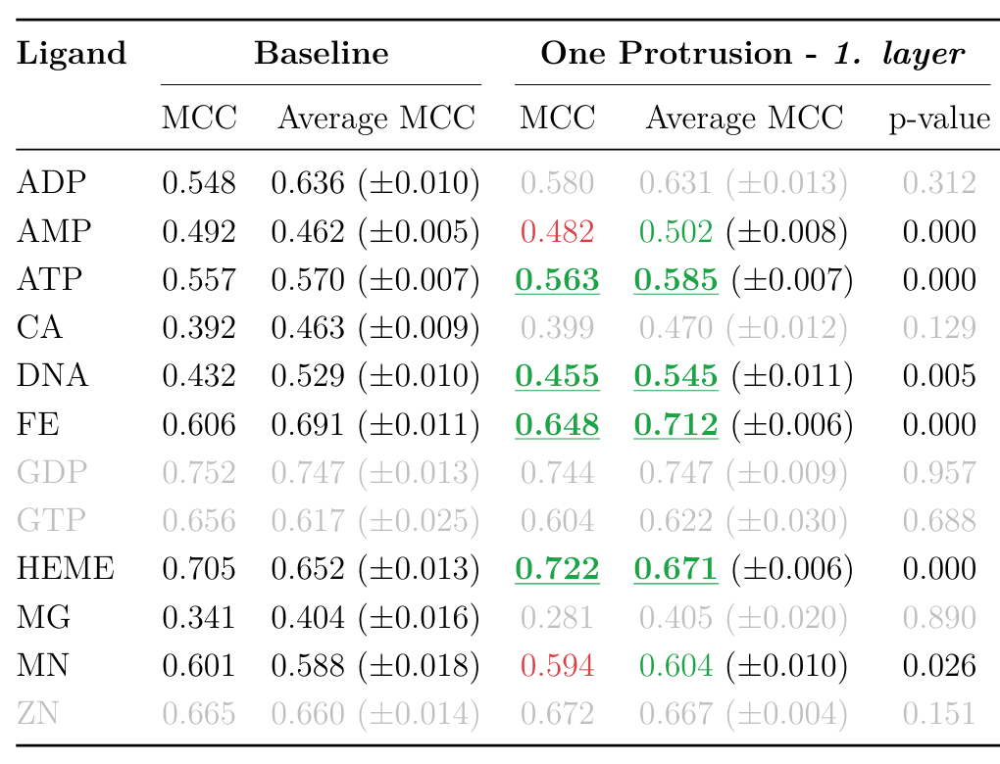 Ligand Baseline One Protrusion - 1. layer
MCC Average MCC MCC Average MCC p-value
ADP 0.548 0.636 (±0.010) 0.580 0.631 (±0.013) 0.312
AMP 0.492 0.462 (±0.005) 0.482 0.502 (±0.008) 0.000
ATP 0.557 0.570 (±0.007) 0.563 0.585 (±0.007) 0.000
CA 0.392 0.463 (±0.009) 0.399 0.470 (±0.012) 0.129
DNA 0.432 0.529 (±0.010) 0.455 0.545 (±0.011) 0.005
FE 0.606 0.691 (±0.011) 0.648 0.712 (±0.006) 0.000
GDP 0.752 0.747 (±0.013) 0.744 0.747 (±0.009) 0.957
GTP 0.656 0.617 (±0.025) 0.604 0.622 (±0.030) 0.688
HEME 0.705 0.652 (±0.013) 0.722 0.671 (±0.006) 0.000
MG 0.341 0.404 (±0.016) 0.281 0.405 (±0.020) 0.890
MN 0.601 0.588 (±0.018) 0.594 0.604 (±0.010) 0.026
ZN 0.665 0.660 (±0.014) 0.672 0.667 (±0.004) 0.151